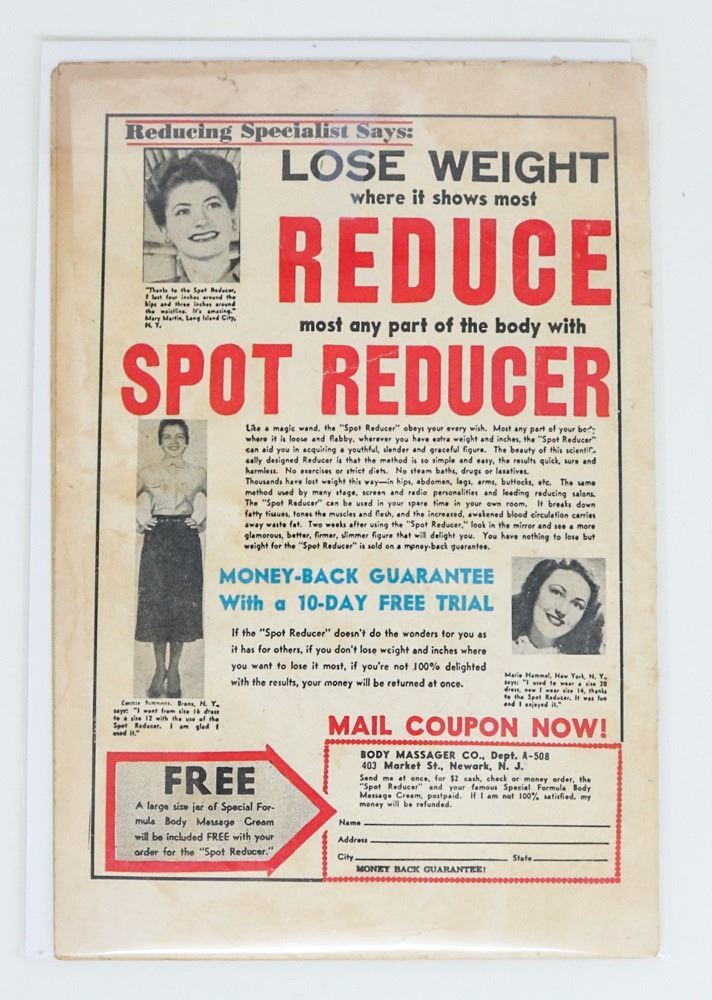 Reducing Specialist Says:
LOSE WEIGHT
where it shows most
REDUCE
most any part of the body with
SPOT REDUCER
"Thanks to the Spot Reducer,
I lost four inches around the
hips and three inches around
the waistline. It's amazing."
Mary Martin, Long Island City,
N. Y.
Like a magic wand, the "Spot Reducer" obeys your every wish. Most any part of your body
where it is loose and flabby, wherever you have extra weight and inches, the "Spot Reducer"
can aid you in acquiring a youthful, slender and graceful figure. The beauty of this scientifi-
cally designed Reducer is that the method is so simple and easy, the results quick, sure and
harmless. No exercises or strict diets. No steam baths, drugs or laxatives.
Thousands have lost weight this way—in hips, abdomen, legs, arms, buttocks, etc. The same
method used by many stage, screen and radio personalities and leading reducing salons.
The "Spot Reducer" can be used in your spare time in your own room. It breaks down
fatty tissues, tones the muscles and flesh, and the increased, awakened blood circulation carries
away waste fat. Two weeks after using the "Spot Reducer," look in the mirror and see a more
glamorous, better, firmer, slimmer figure that will delight you. You have nothing to lose but
weight for the "Spot Reducer" is sold on a money-back guarantee.
MONEY-BACK GUARANTEE
With a 10-DAY FREE TRIAL
If the "Spot Reducer" doesn't do the wonders for you as
it has for others, if you don't lose weight and inches where
you want to lose it most, if you're not 100% delighted
with the results, your money will be returned at once.
Connie Simmons, Bronx, N. Y.,
says: "I went from size 16 dress
to a size 12 with the use of the
Spot Reducer. I am glad I
used it."
Marie Hammel, New York, N. Y.,
says: "I used to wear a size 20
dress, now I wear size 14, thanks
to the Spot Reducer. It was fun
and I enjoyed it."
MAIL COUPON NOW!
FREE
A large size jar of Special For-
mula Body Massage Cream
will be included FREE with your
order for the "Spot Reducer."
BODY MASSAGER CO., Dept. A-508
403 Market St., Newark, N. J.
Send me at once, for $2 cash, check or money order, the
"Spot Reducer" and your famous Special Formula Body
Massage Cream, postpaid. If I am not 100% satisfied, my
money will be refunded.
Name
Address
City State
MONEY BACK GUARANTEE!